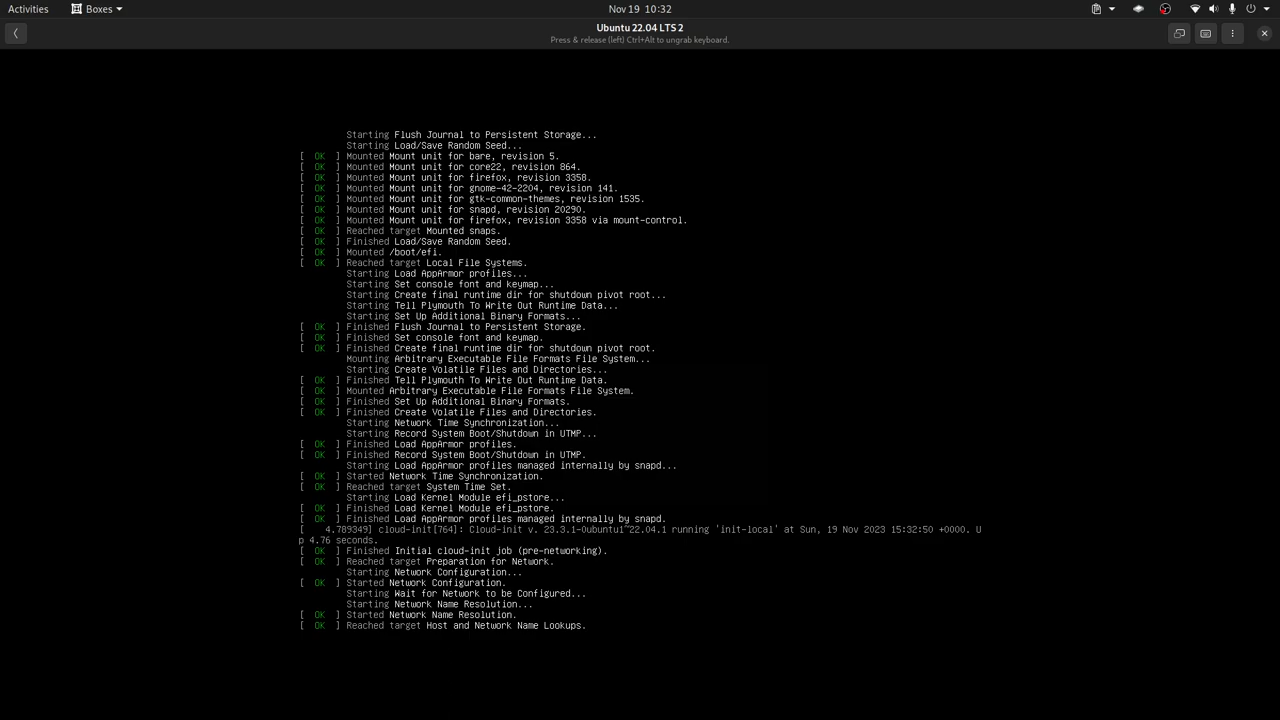 Activities
Boxes
Nov 19 10:32
Ubuntu 22.04 LTS 2
Press & release (left) Ctrl+Alt to ungrab keyboard.
Starting Flush Journal to Persistent Storage...
Starting Load/Save Random Seed...
[  OK  ] Mounted Mount unit for bare, revision 5.
[  OK  ] Mounted Mount unit for core22, revision 864.
[  OK  ] Mounted Mount unit for firefox, revision 3358.
[  OK  ] Mounted Mount unit for gnome-42-2204, revision 141.
[  OK  ] Mounted Mount unit for gtk-common-themes, revision 1535.
[  OK  ] Mounted Mount unit for snapd, revision 20290.
[  OK  ] Mounted Mount unit for firefox, revision 3358 via mount-control.
[  OK  ] Reached target Mounted snaps.
[  OK  ] Finished Load/Save Random Seed.
[  OK  ] Mounted /boot/efi.
[  OK  ] Reached target Local File Systems.
Starting Load AppArmor profiles...
Starting Set console font and keymap...
Starting Create final runtime dir for shutdown pivot root...
Starting Tell Plymouth To Write Out Runtime Data...
Starting Set Up Additional Binary Formats...
[  OK  ] Finished Flush Journal to Persistent Storage.
[  OK  ] Finished Set console font and keymap.
[  OK  ] Finished Create final runtime dir for shutdown pivot root.
Mounting Arbitrary Executable File Formats File System...
Starting Create Volatile Files and Directories...
[  OK  ] Finished Tell Plymouth To Write Out Runtime Data.
[  OK  ] Mounted Arbitrary Executable File Formats File System.
[  OK  ] Finished Set Up Additional Binary Formats.
[  OK  ] Finished Create Volatile Files and Directories.
Starting Network Time Synchronization...
Starting Record System Boot/Shutdown in UTMP...
[  OK  ] Finished Load AppArmor profiles.
[  OK  ] Finished Record System Boot/Shutdown in UTMP.
Starting Load AppArmor profiles managed internally by snapd...
[  OK  ] Started Network Time Synchronization.
[  OK  ] Reached target System Time Set.
Starting Load Kernel Module efi_pstore...
[  OK  ] Finished Load Kernel Module efi_pstore.
[  OK  ] Finished Load AppArmor profiles managed internally by snapd.
[    4.789349] cloud-init[764]: Cloud-init v. 23.3.1-0ubuntu1~22.04.1 running 'init-local' at Sun, 19 Nov 2023 15:32:50 +0000. U
p 4.76 seconds.
[  OK  ] Finished Initial cloud-init job (pre-networking).
[  OK  ] Reached target Preparation for Network.
Starting Network Configuration...
[  OK  ] Started Network Configuration.
Starting Wait for Network to be Configured...
Starting Network Name Resolution...
[  OK  ] Started Network Name Resolution.
[  OK  ] Reached target Host and Network Name Lookups.